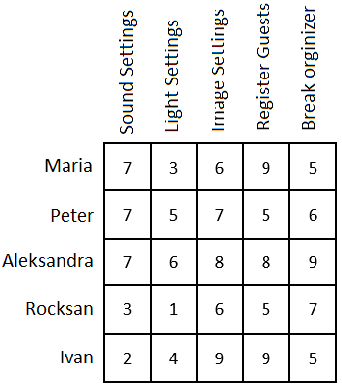 Sound Settings
Light Settings
Image Settings
Register Guests
Break orginizer
Maria 7 3 6 9 5
Peter 7 5 7 5 6
Aleksandra 7 6 8 8 9
Rocksan 3 1 6 5 7
Ivan 2 4 9 9 5